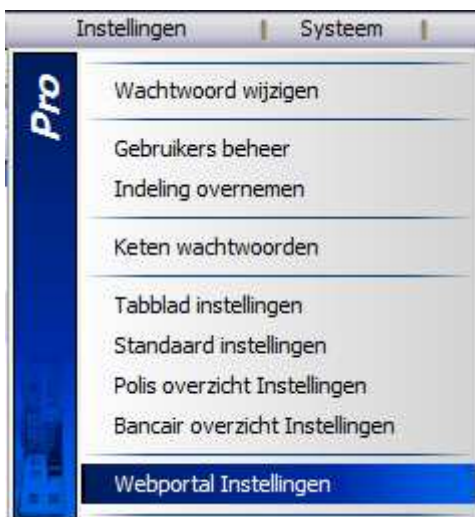 Instellingen | Systeem |
Pro
Wachtwoord wijzigen
Gebruikers beheer
Indeling overnemen
Keten wachtwoorden
Tabblad instellingen
Standaard instellingen
Polis overzicht Instellingen
Bancair overzicht Instellingen
Webportal Instellingen